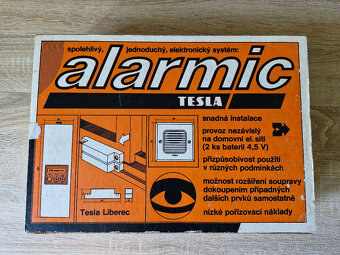 spolehlivý, jednoduchý, elektronický systém:
alarmic
TESLA
snadná instalace
provoz nezávislý
na domovní el. síti
(2 ks baterií 4,5 V)
přizpůsobivost použití
v různých podmínkách
Tesla Liberec
možnost rozšíření soupravy
dokoupením případných
dalších prvků samostatně
nízké pořizovací náklady